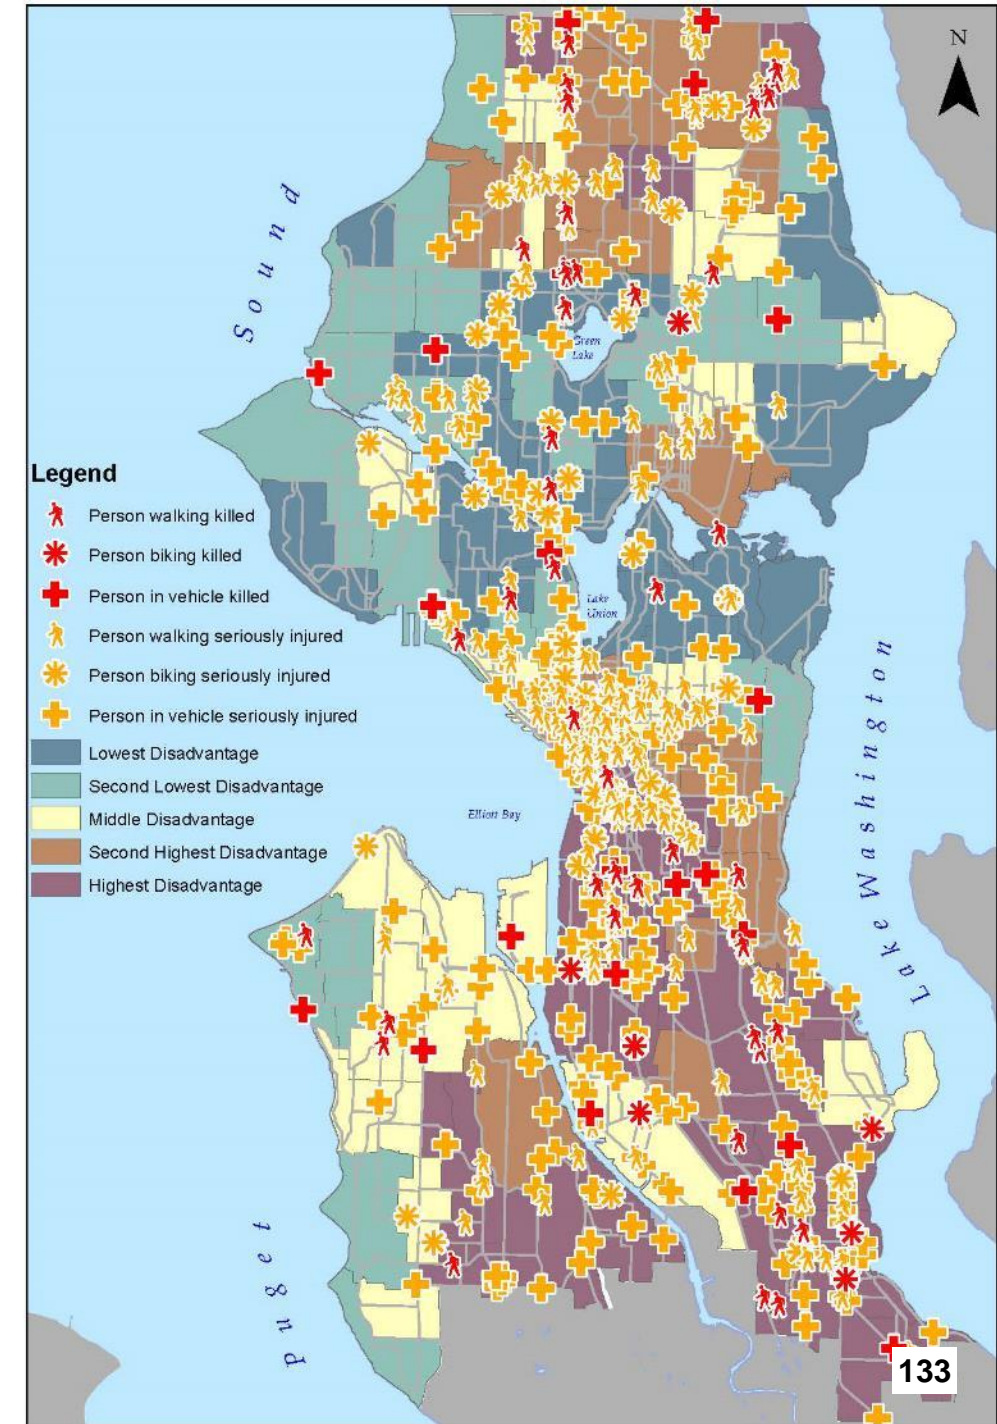 N
Sound
Green
Lake
Legend
Person walking killed
Person biking killed
Person in vehicle killed
Person walking seriously injured
Person biking seriously injured
Person in vehicle seriously injured
Lowest Disadvantage
Second Lowest Disadvantage
Middle Disadvantage
Second Highest Disadvantage
Highest Disadvantage
Lake
Union
Elliott Bay
Lake Washington
Puget
133